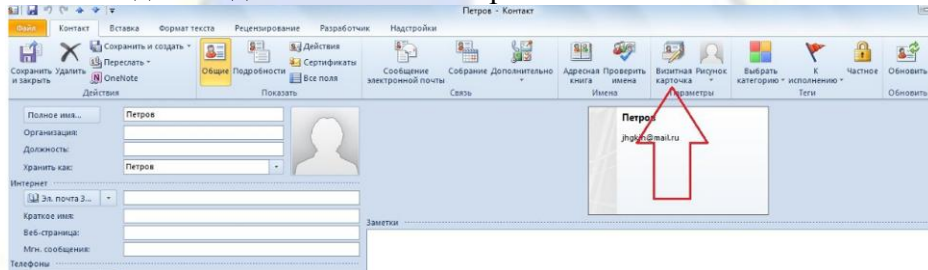 Петров - Контакт
Файл Контакт Вставка Формат текста Рецензирование Разработчик Надстройки
Сохранить и закрыть Удалить Сохранить и создать Переслать OneNote
Общие Подробности Действия Сертификаты Все поля
Сообщение электронной почты Собрание Дополнительно
Адресная книга Проверить имена
Визитная карточка Рисунок
Выбрать категорию К исполнению Частное
Обновить
Действия Показать Связь Имена Параметры Теги Обновить
Полное имя... Петров
Организация:
Должность:
Хранить как: Петров
Интернет
Эл. почта 3...
Краткое имя:
Веб-страница:
Мгн. сообщения:
Телефоны
Петров
@mail.ru
Заметки